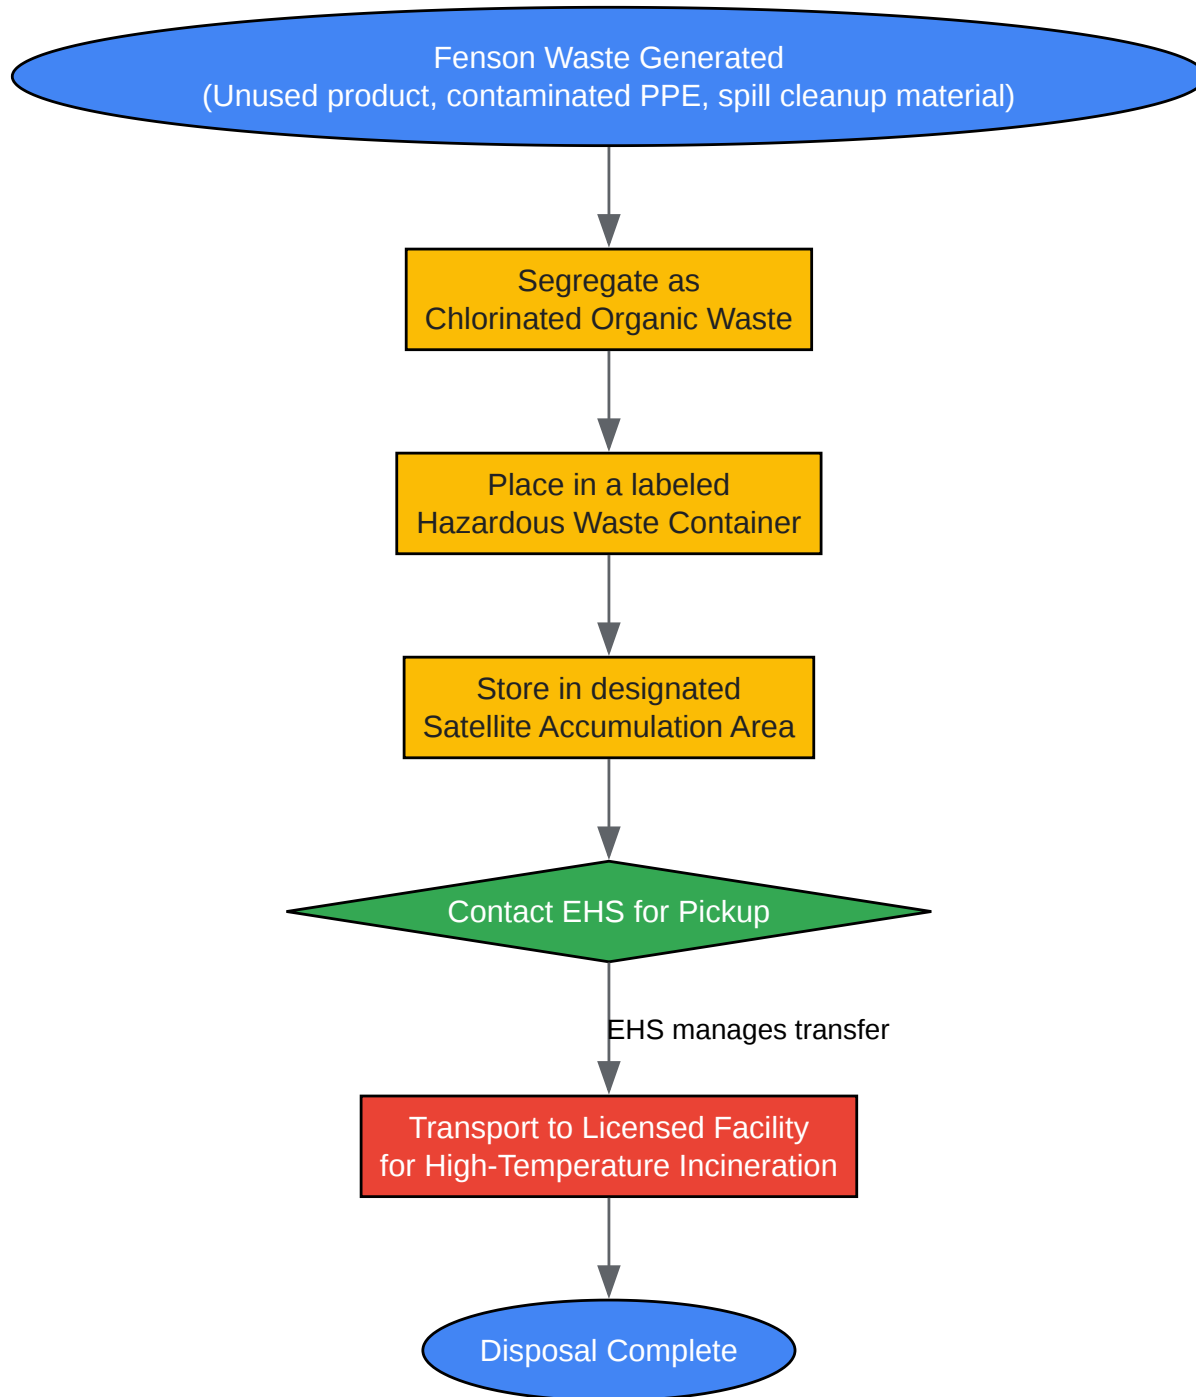 Fenson Waste Generated
(Unused product, contaminated PPE, spill cleanup material)
Segregate as
Chlorinated Organic Waste
Place in a labeled
Hazardous Waste Container
Store in designated
Satellite Accumulation Area
Contact EHS for Pickup
EHS manages transfer
Transport to Licensed Facility
for High-Temperature Incineration
Disposal Complete